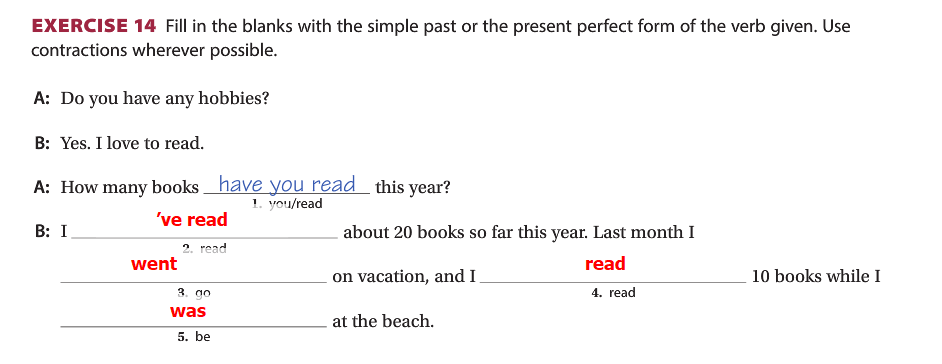 EXERCISE 14 Fill in the blanks with the simple past or the present perfect form of the verb given. Use
contractions wherever possible.
A: Do you have any hobbies?
B: Yes. I love to read.
A: How many books have you read this year?
1. you/read
B: I 've read about 20 books so far this year. Last month I
2. read
went on vacation, and I read 10 books while I
3. go 4. read
was at the beach.
5. be